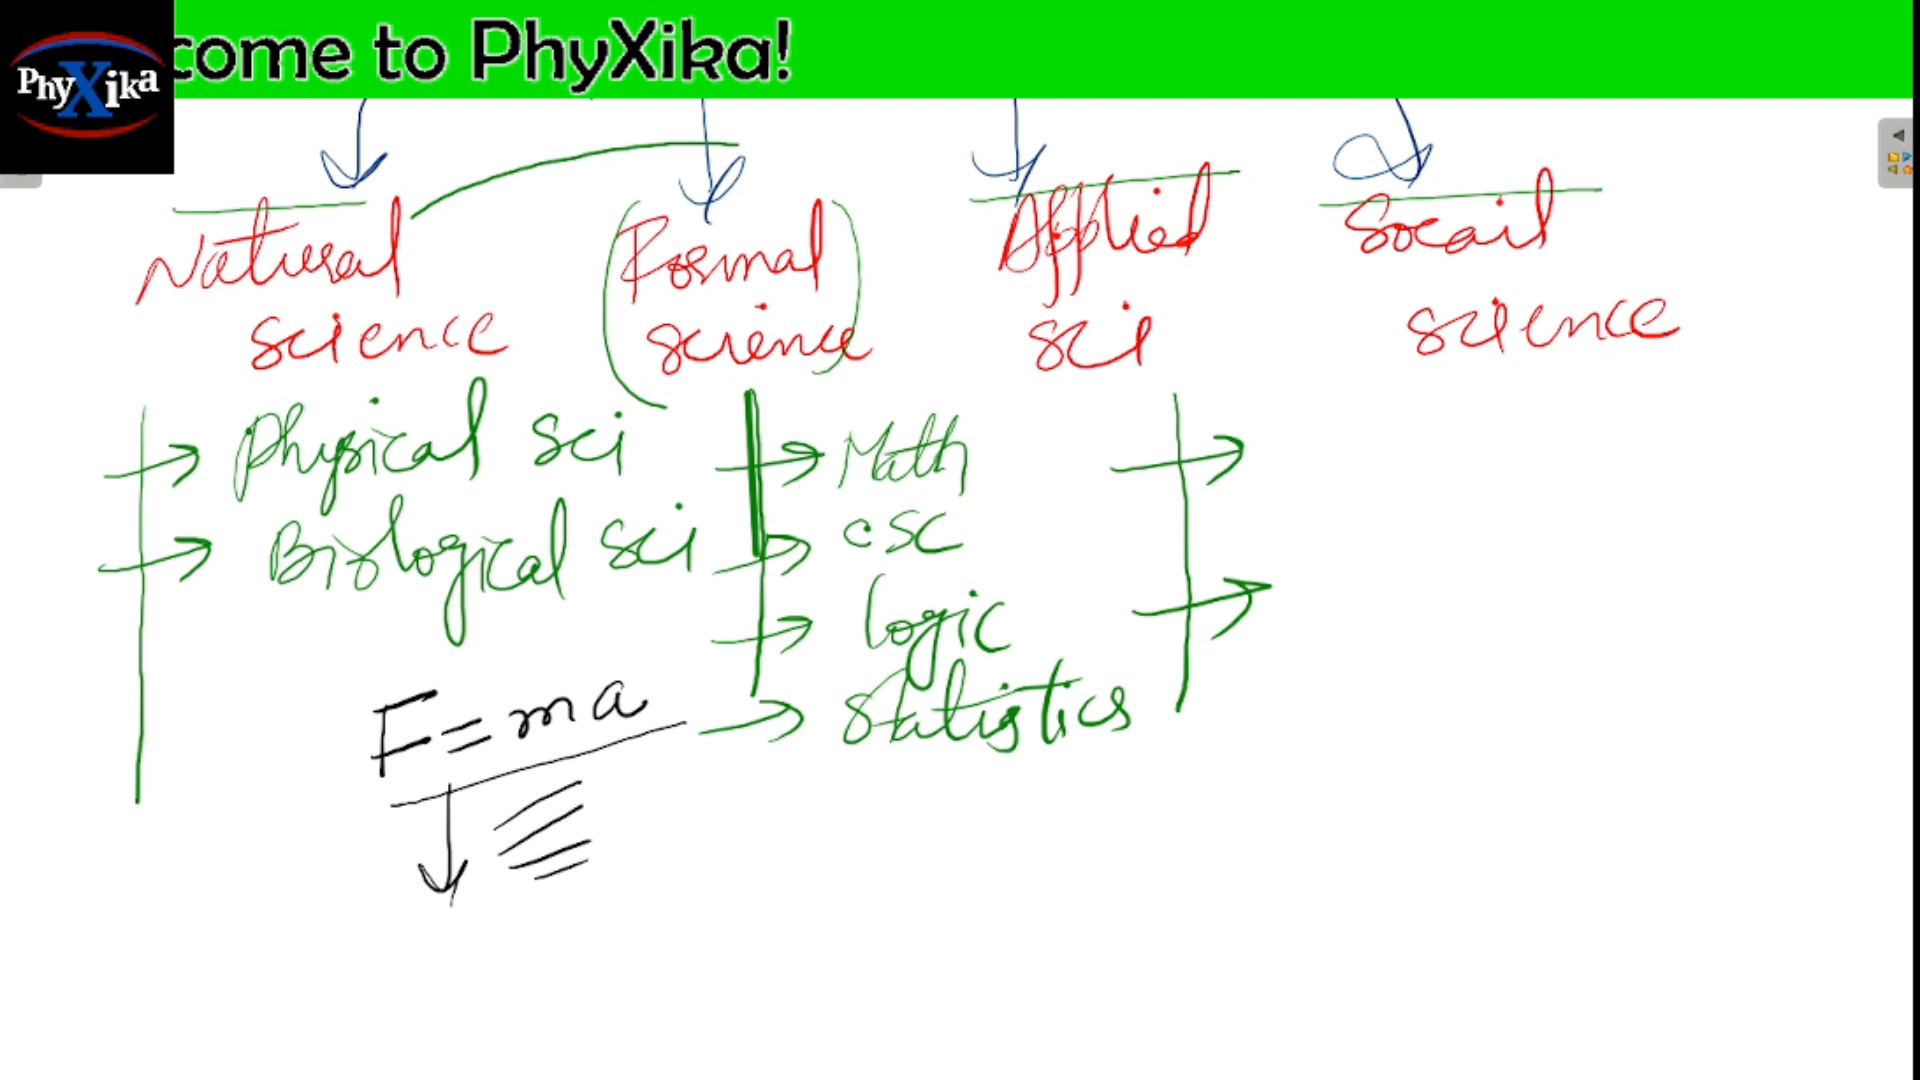 come to PhyXika!
PhyXika
Natural science
Formal science
Applied sci
Socail science
Physical sci
Biological sci
Math
csc
logic
Statistics
F=ma